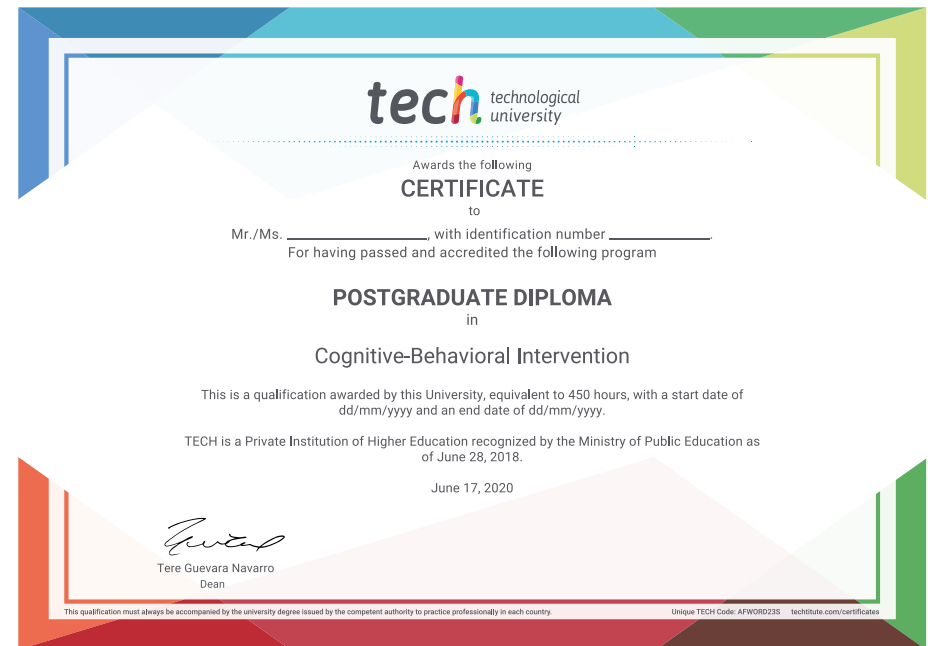 tech technological
university
Awards the following
CERTIFICATE
to
Mr./Ms. ____________________, with identification number ______________.
For having passed and accredited the following program
POSTGRADUATE DIPLOMA
in
Cognitive-Behavioral Intervention
This is a qualification awarded by this University, equivalent to 450 hours, with a start date of
dd/mm/yyyy and an end date of dd/mm/yyyy.
TECH is a Private Institution of Higher Education recognized by the Ministry of Public Education as
of June 28, 2018.
June 17, 2020
Tere Guevara Navarro
Dean
This qualification must always be accompanied by the university degree issued by the competent authority to practice professionally in each country.
Unique TECH Code: AFWORD23S techtitute.com/certificates